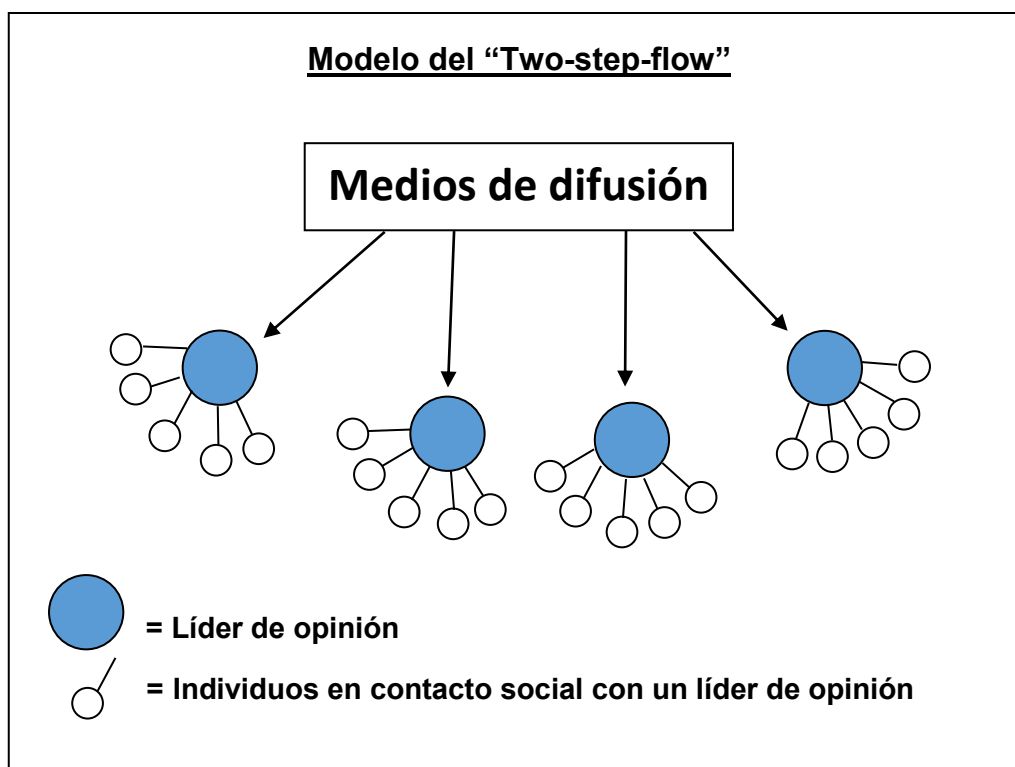 Modelo del “Two-step-flow”
Medios de difusión
= Líder de opinión
= Individuos en contacto social con un líder de opinión